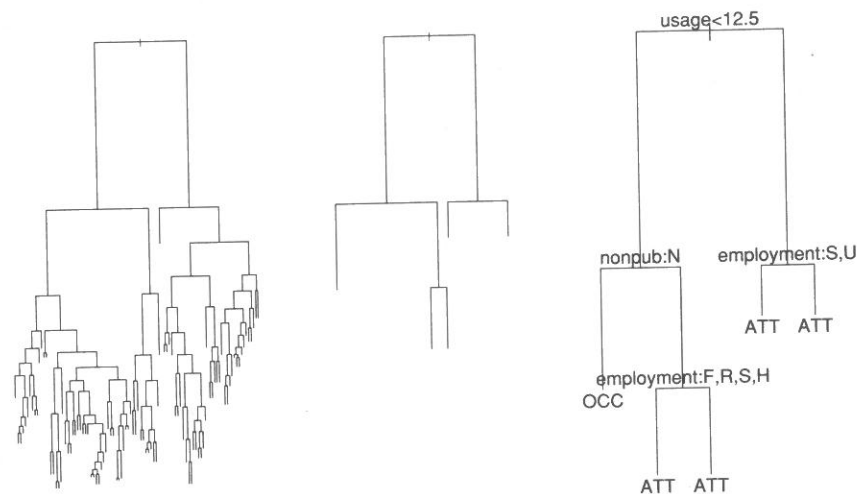 usage<12.5
nonpub:N
employment:S,U
ATT
ATT
employment:F,R,S,H
OCC
ATT
ATT